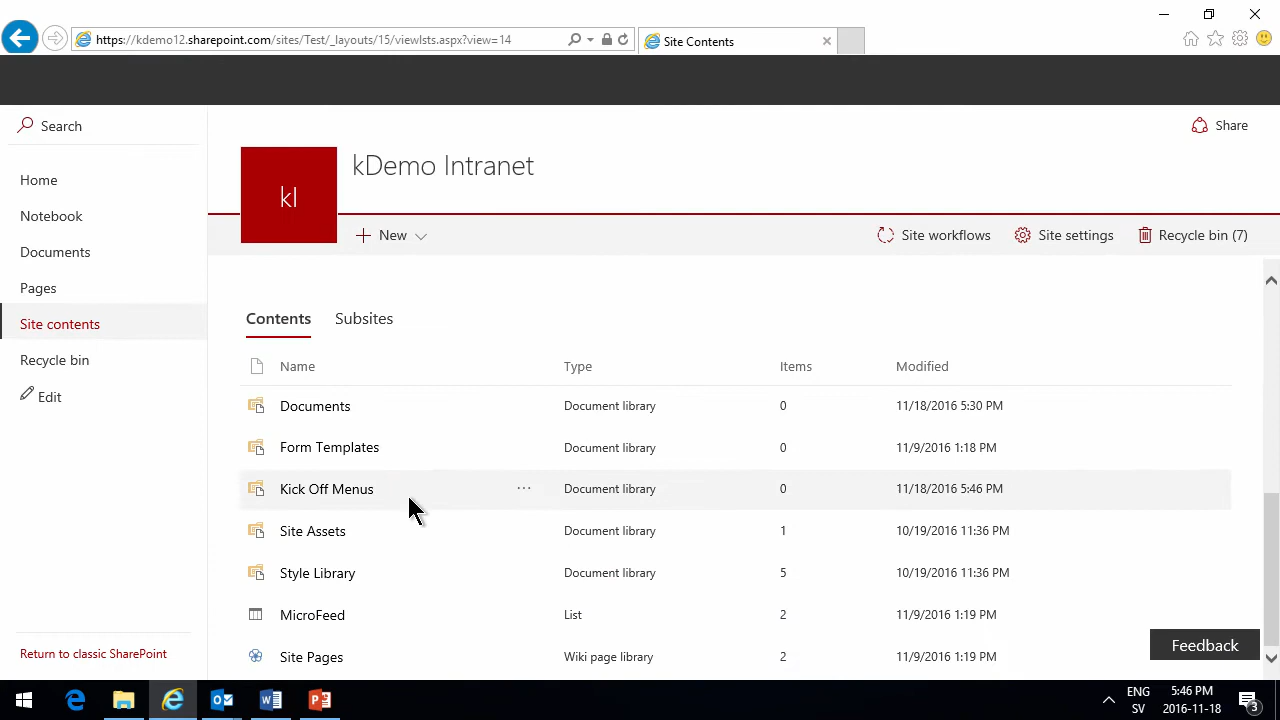 https://kdemo12.sharepoint.com/sites/Test/_layouts/15/viewlsts.aspx?view=14
Site Contents
Search
Share
kI
kDemo Intranet
New
Site workflows
Site settings
Recycle bin (7)
Home
Notebook
Documents
Pages
Site contents
Recycle bin
Edit
Contents
Subsites
Name Type Items Modified
Documents Document library 0 11/18/2016 5:30 PM
Form Templates Document library 0 11/9/2016 1:18 PM
Kick Off Menus ... Document library 0 11/18/2016 5:46 PM
Site Assets Document library 1 10/19/2016 11:36 PM
Style Library Document library 5 10/19/2016 11:36 PM
MicroFeed List 2 11/9/2016 1:19 PM
Site Pages Wiki page library 2 11/9/2016 1:19 PM
Return to classic SharePoint
Feedback
ENG
SV
5:46 PM
2016-11-18
3